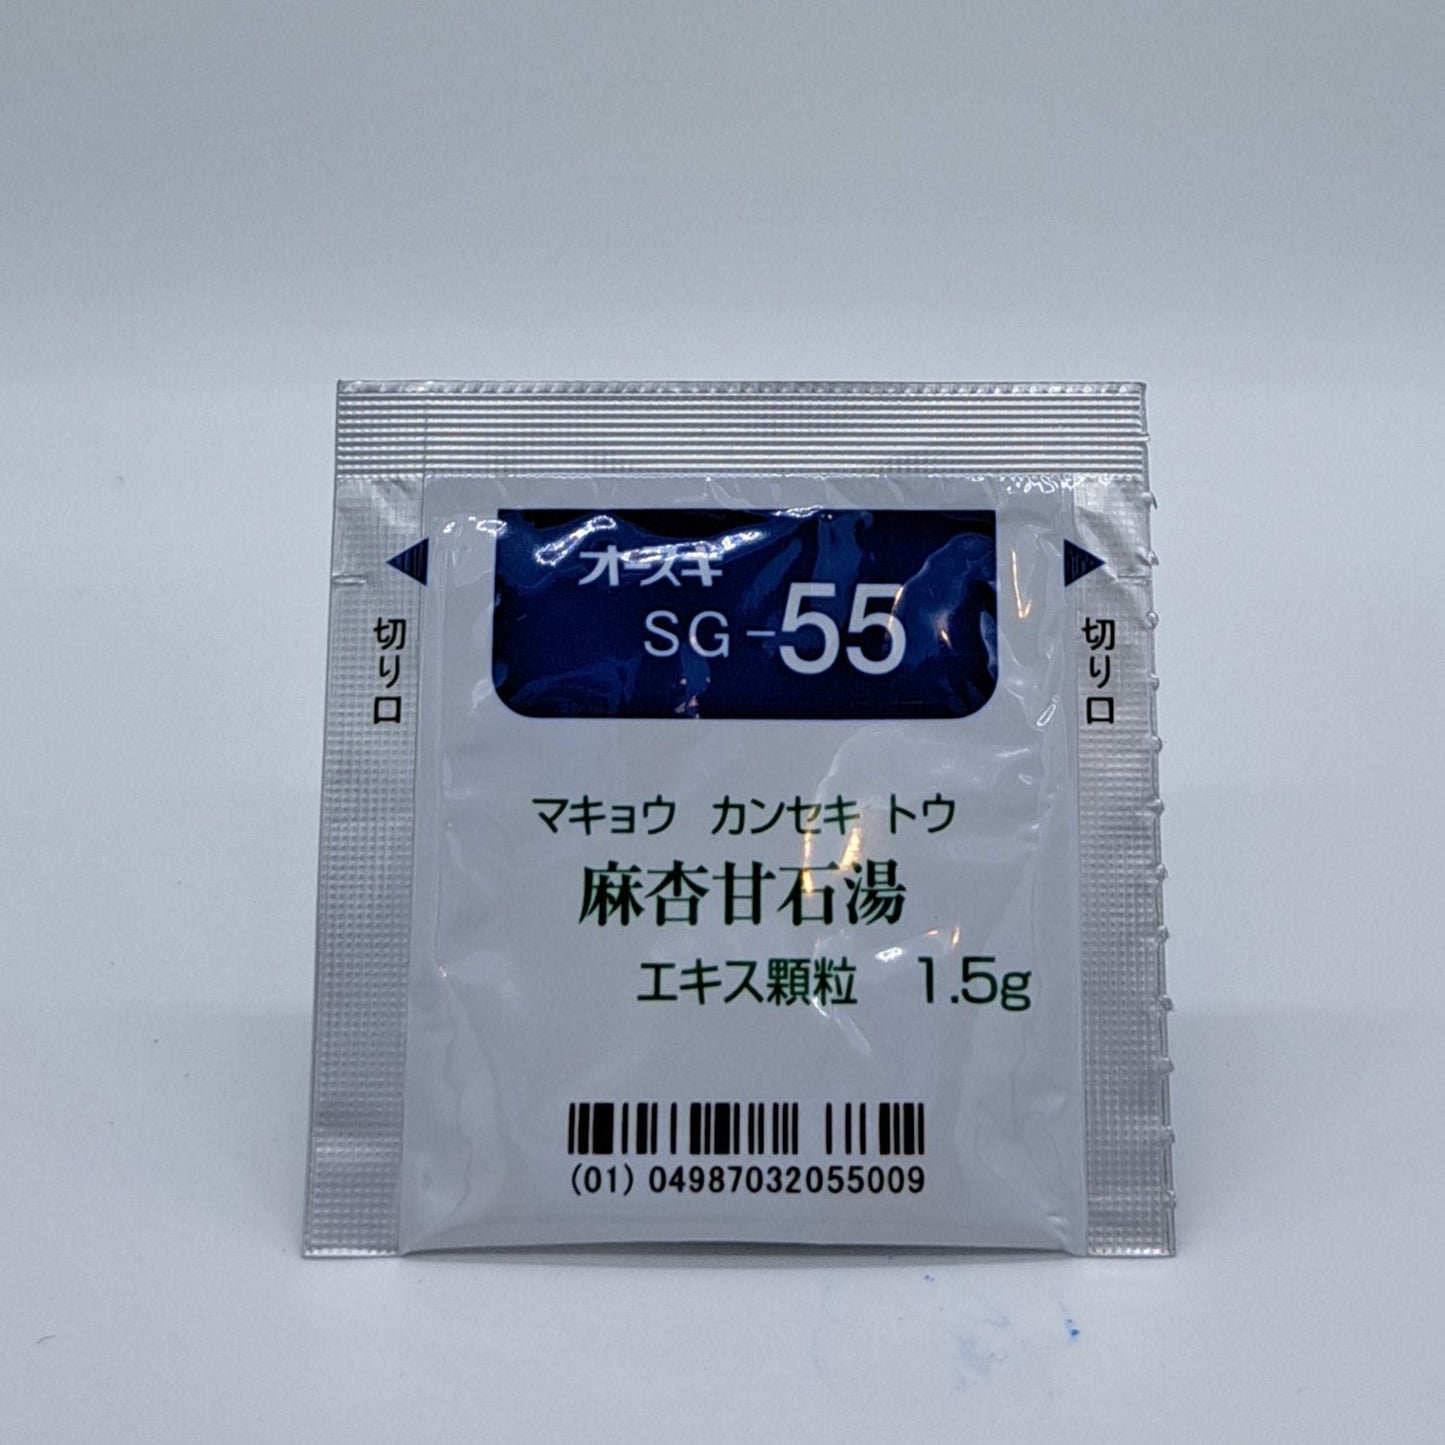 オースギ
SG-55
切り口
切り口
マキョウ カンセキ トウ
麻杏甘石湯
エキス顆粒 1.5g
(01) 04987032055009